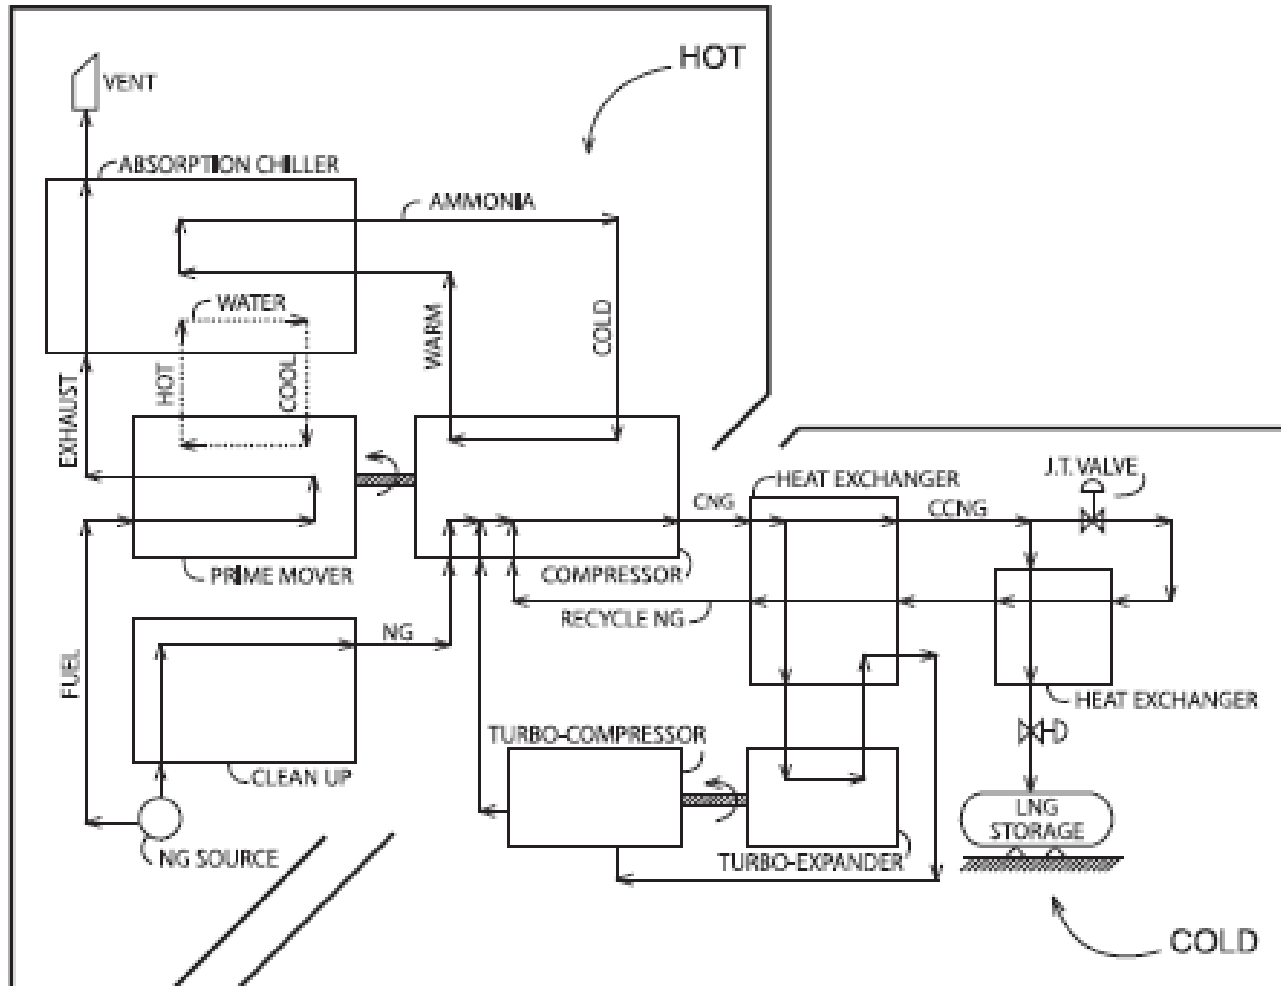 HOT
VENT
ABSORPTION CHILLER
AMMONIA
WATER
HOT
COOL
WARM
COLD
EXHAUST
HEAT EXCHANGER
J.T. VALVE
CNG
CCNG
PRIME MOVER
COMPRESSOR
RECYCLE NG
NG
FUEL
HEAT EXCHANGER
TURBO-COMPRESSOR
CLEAN UP
LNG
STORAGE
NG SOURCE
TURBO-EXPANDER
COLD